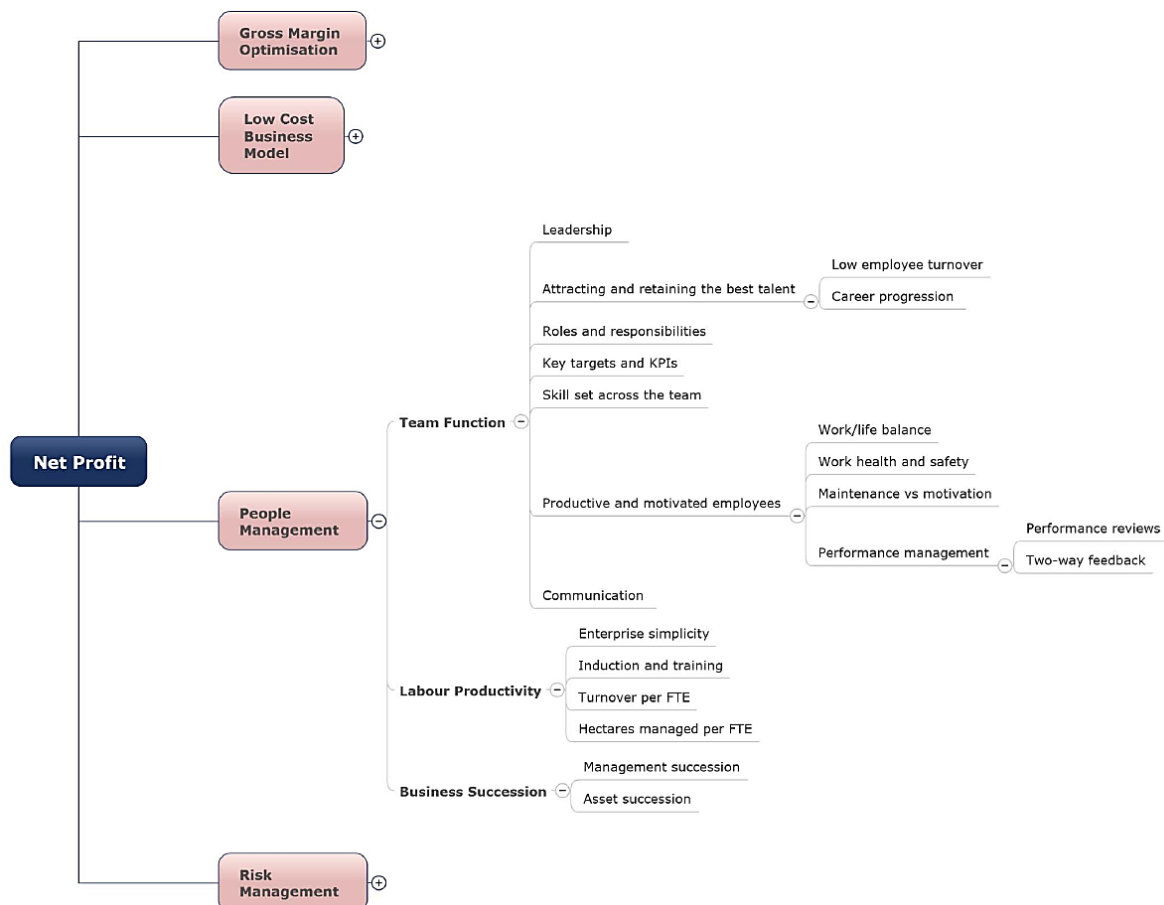 Gross Margin
Optimisation
Low Cost
Business
Model
Leadership
Low employee turnover
Attracting and retaining the best talent
Career progression
Roles and responsibilities
Key targets and KPIs
Skill set across the team
Team Function
Work/life balance
Work health and safety
Net Profit
Maintenance vs motivation
Productive and motivated employees
People
Management
Performance reviews
Performance management
Two-way feedback
Communication
Enterprise simplicity
Induction and training
Labour Productivity
Turnover per FTE
Hectares managed per FTE
Management succession
Business Succession
Asset succession
Risk
Management